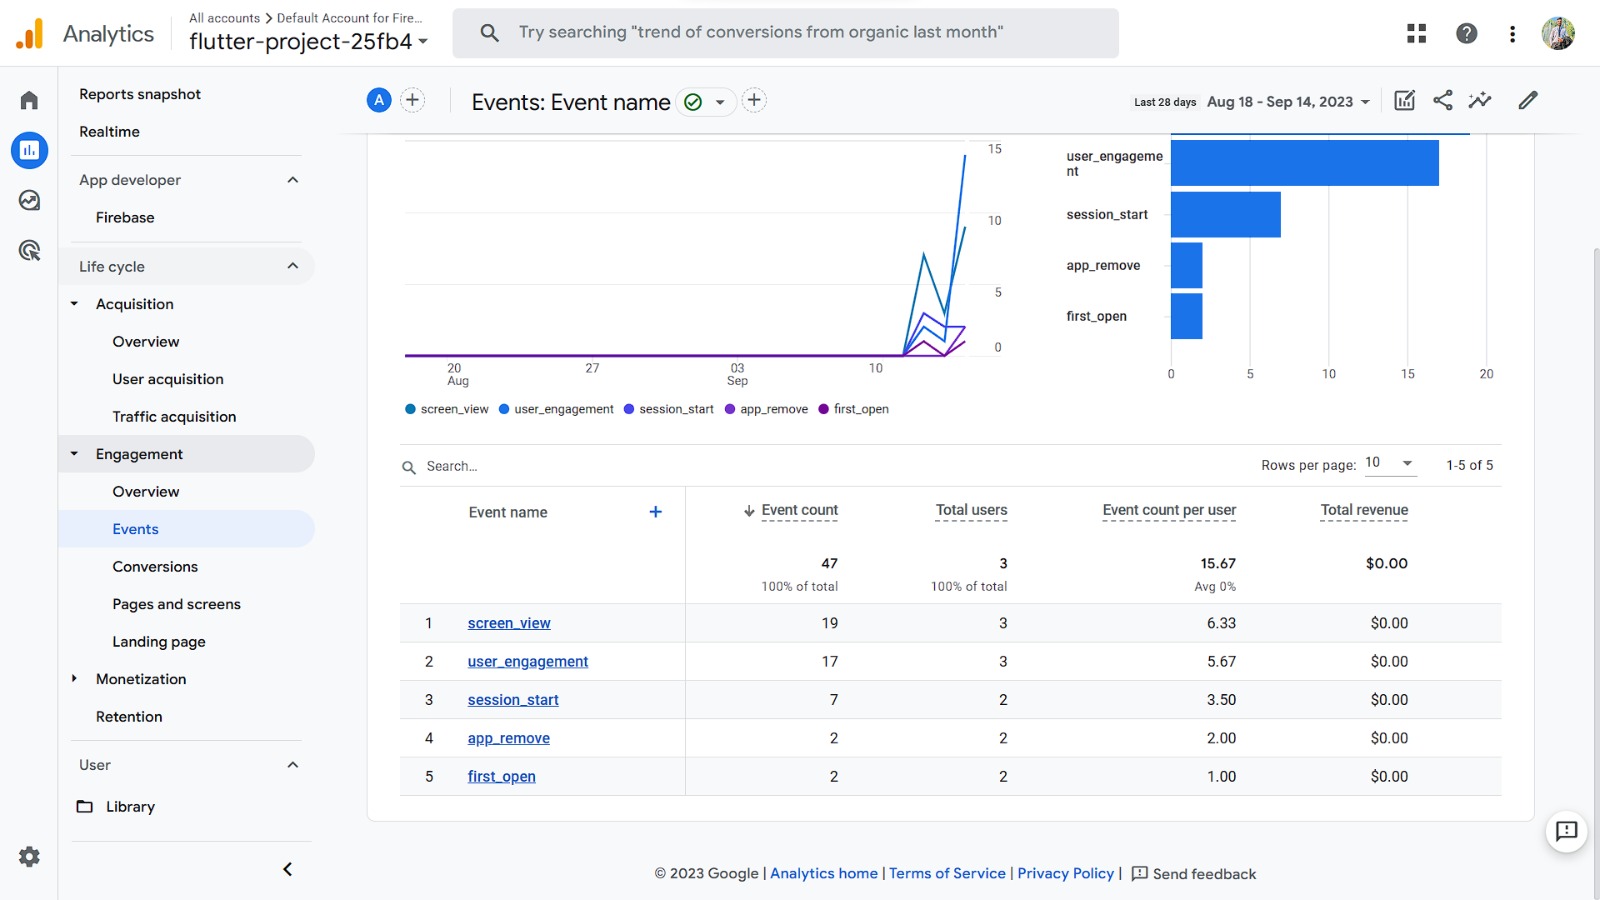 Analytics
All accounts > Default Account for Fire...
flutter-project-25fb4
Try searching "trend of conversions from organic last month"
Reports snapshot
Realtime
App developer
Firebase
Life cycle
Acquisition
Overview
User acquisition
Traffic acquisition
Engagement
Overview
Events
Conversions
Pages and screens
Landing page
Monetization
Retention
User
Library
A
Events: Event name
Last 28 days Aug 18 - Sep 14, 2023
15
10
5
0
20
Aug
27
03
Sep
10
screen_view user_engagement session_start app_remove first_open
user_engageme
nt
session_start
app_remove
first_open
0 5 10 15 20
Search...
Rows per page: 10 1-5 of 5
Event name + Event count Total users Event count per user Total revenue
47 3 15.67 $0.00
100% of total 100% of total Avg 0%
1 screen_view 19 3 6.33 $0.00
2 user_engagement 17 3 5.67 $0.00
3 session_start 7 2 3.50 $0.00
4 app_remove 2 2 2.00 $0.00
5 first_open 2 2 1.00 $0.00
© 2023 Google | Analytics home | Terms of Service | Privacy Policy | Send feedback